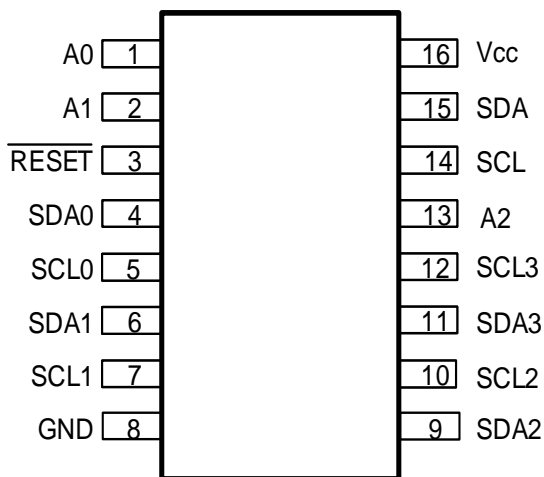 A0 1 16 Vcc
A1 2 15 SDA
RESET 3 14 SCL
SDA0 4 13 A2
SCL0 5 12 SCL3
SDA1 6 11 SDA3
SCL1 7 10 SCL2
GND 8 9 SDA2